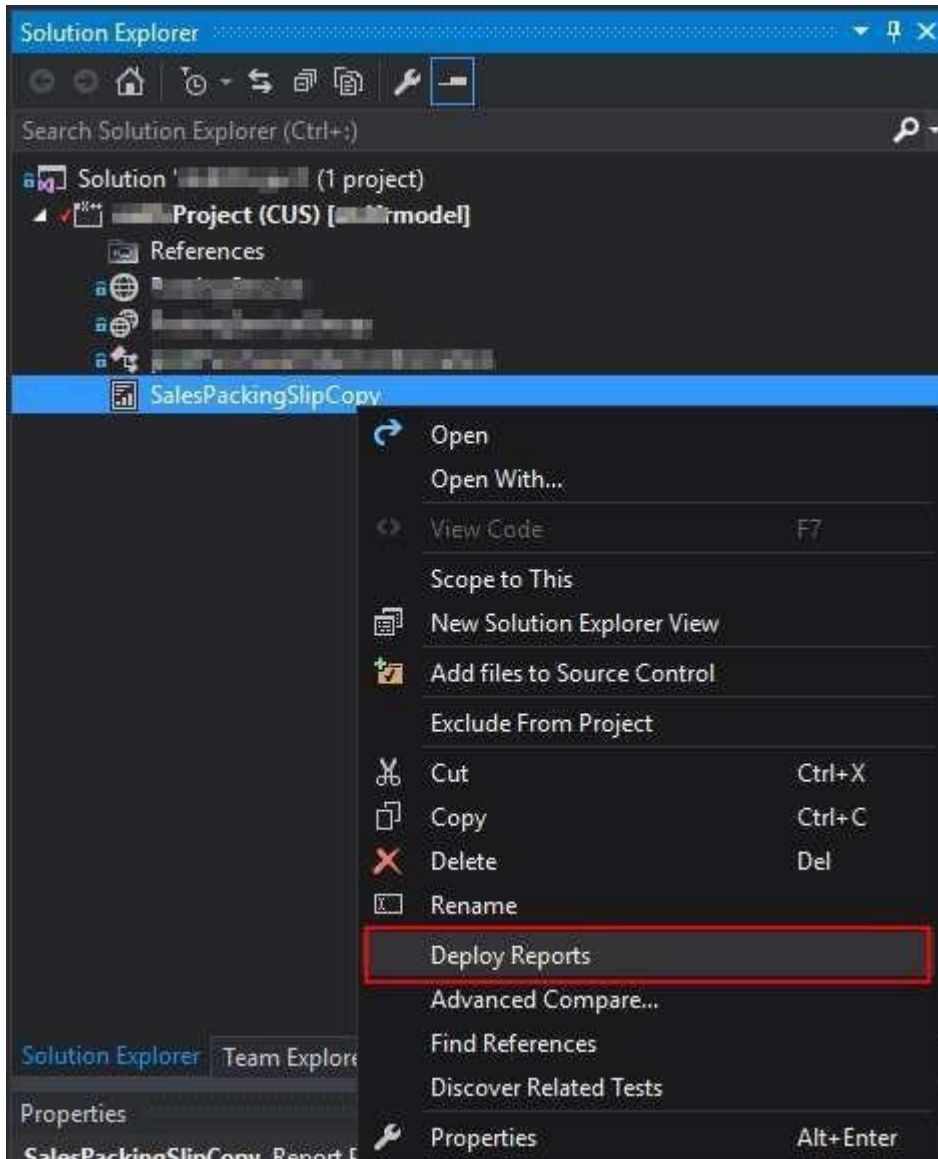 Solution Explorer
Search Solution Explorer (Ctrl+:)
Solution ' (1 project)
Project (CUS) [ rmodel]
References
SalesPackingSlipCopy
Open
Open With...
View Code F7
Scope to This
New Solution Explorer View
Add files to Source Control
Exclude From Project
Cut Ctrl+X
Copy Ctrl+C
Delete Del
Rename
Deploy Reports
Advanced Compare...
Find References
Discover Related Tests
Properties Alt+Enter
Solution Explorer Team Explore
Properties
SalesPackingSlipCopy Report F